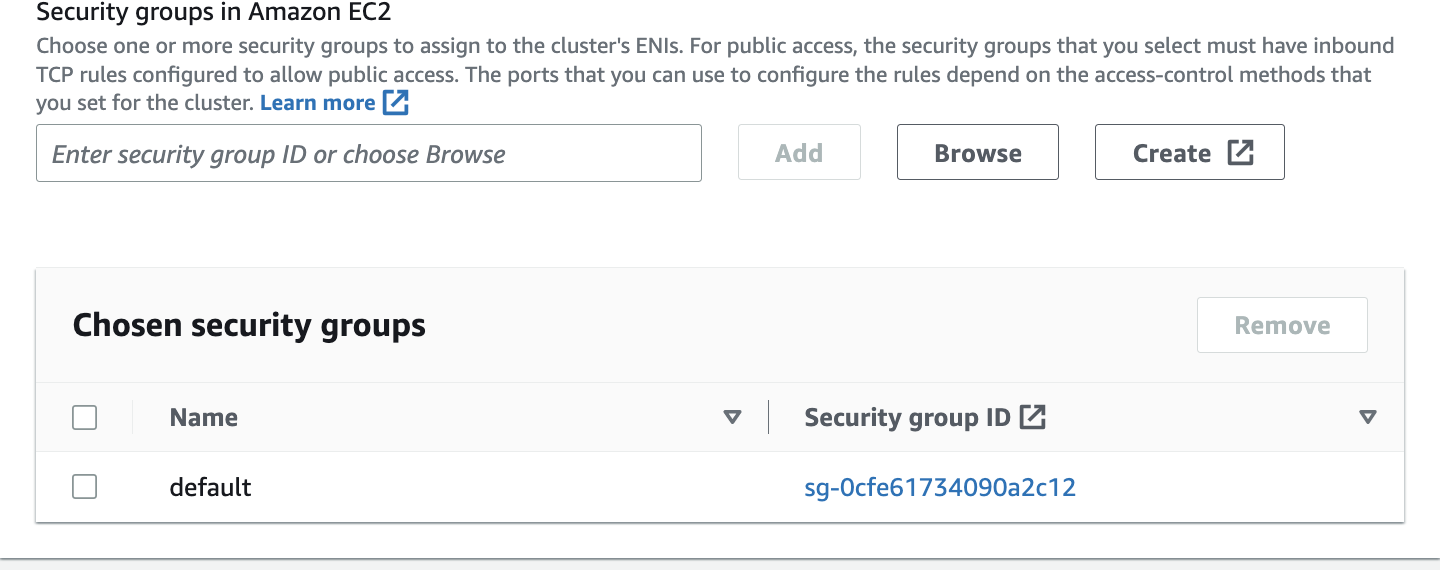 Security groups in Amazon EC2
Choose one or more security groups to assign to the cluster's ENIs. For public access, the security groups that you select must have inbound
TCP rules configured to allow public access. The ports that you can use to configure the rules depend on the access-control methods that
you set for the cluster. Learn more
Enter security group ID or choose Browse Add Browse Create
Chosen security groups Remove
Name Security group ID
default sg-0cfe61734090a2c12